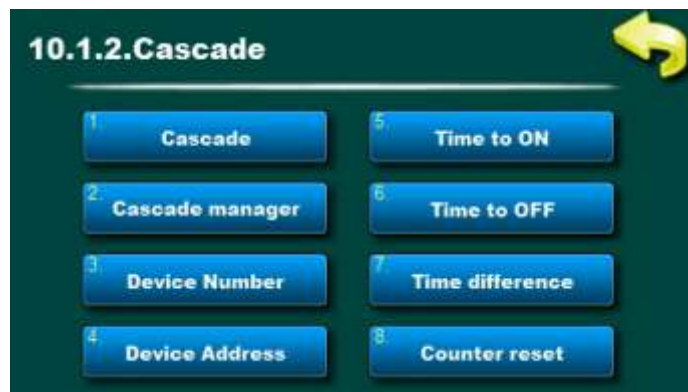 10.1.2.Cascade
1. Cascade
2. Cascade manager
3. Device Number
4. Device Address
5. Time to ON
6. Time to OFF
7. Time difference
8. Counter reset